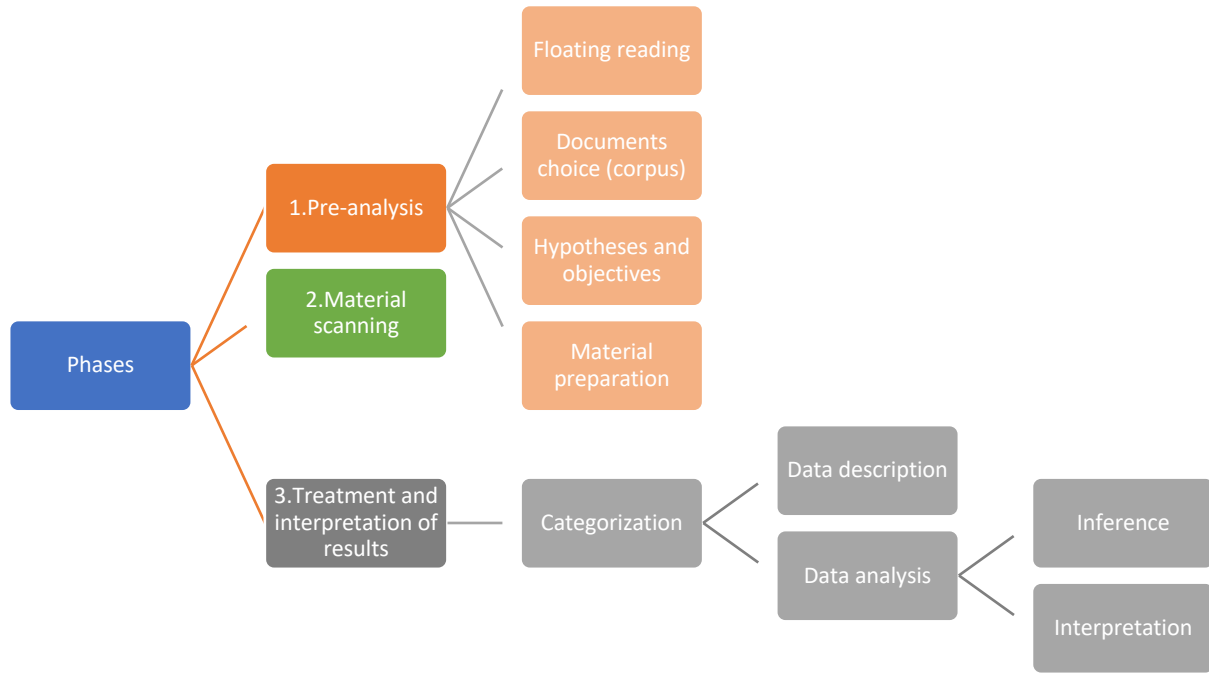 Phases
1.Pre-analysis
Floating reading
Documents
choice (corpus)
Hypotheses and
objectives
Material
preparation
2.Material
scanning
3.Treatment and
interpretation of
results
Categorization
Data description
Data analysis
Inference
Interpretation